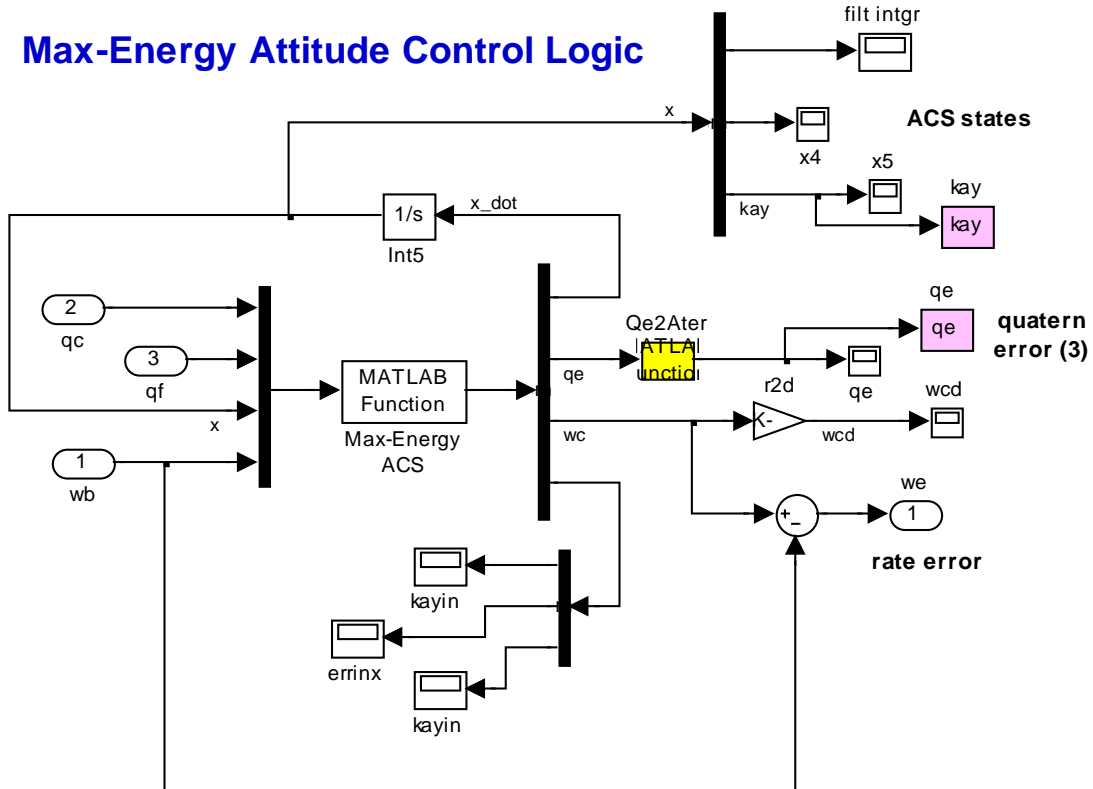 filt intgr
Max-Energy Attitude Control Logic
x
ACS states
x4
x5
kay
x_dot
1/s
kay
kay
Int5
2
qc
qe
Qe2Ater
qe
quatern
error (3)
3
qf
MATLAB
Function
ATLA
unction
qe
r2d
qe
wcd
x
Max-Energy
ACS
wc
K-
wcd
1
wb
we
+
−
1
rate error
kayin
errinx
kayin